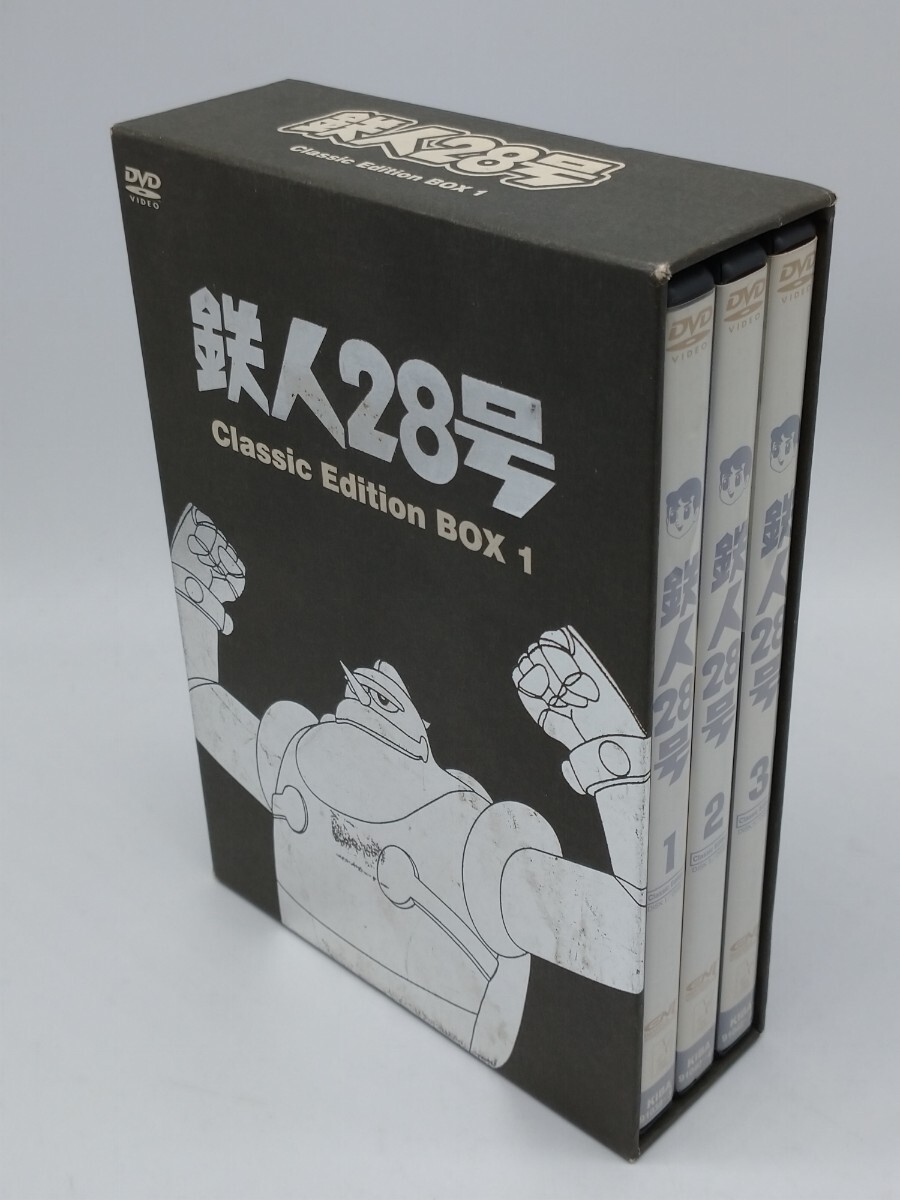 鉄人28号
Classic Edition BOX 1
DVD
VIDEO
鉄人28号
Classic Edition BOX 1
DVD
VIDEO
鉄人28号
1
DVD
VIDEO
鉄人28号
2
DVD
VIDEO
鉄人28号
3